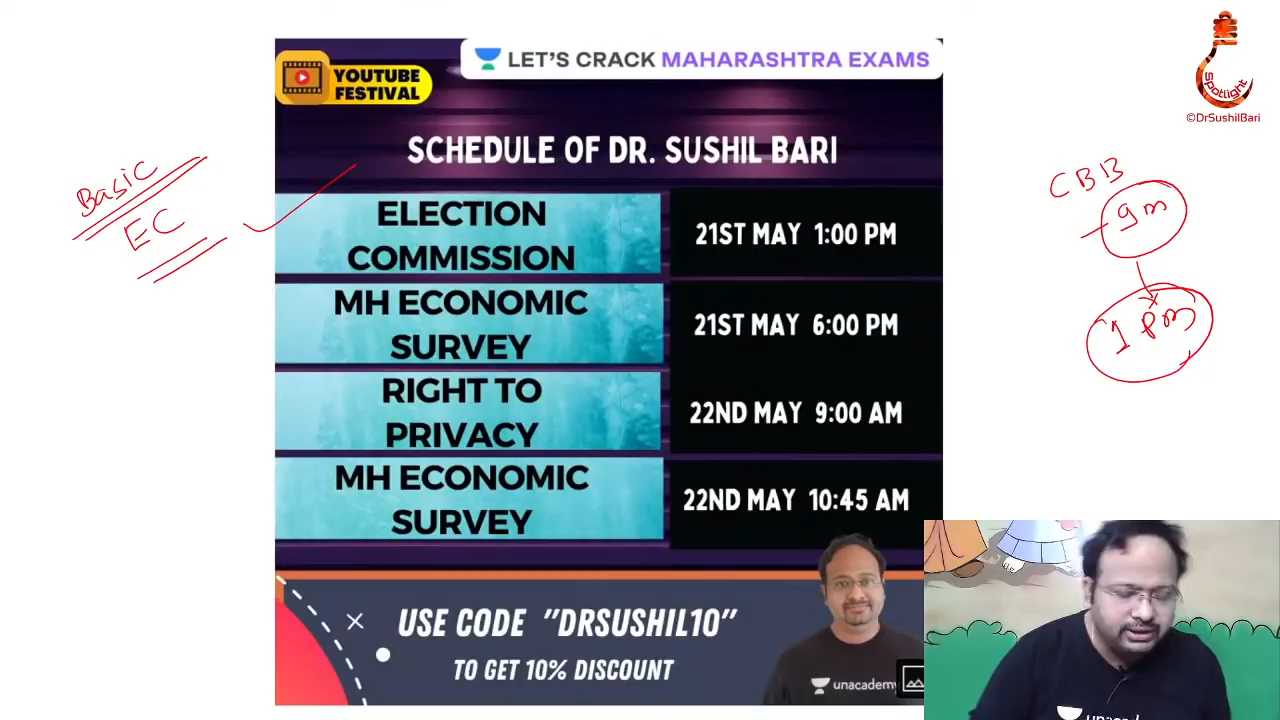 LET'S CRACK MAHARASHTRA EXAMS
YOUTUBE
FESTIVAL
Spotlight
©DrSushilBari
SCHEDULE OF DR. SUSHIL BARI
Basic
EC
CBB
9 m
1 pm
ELECTION
COMMISSION
21ST MAY 1:00 PM
MH ECONOMIC
SURVEY
21ST MAY 6:00 PM
RIGHT TO
PRIVACY
22ND MAY 9:00 AM
MH ECONOMIC
SURVEY
22ND MAY 10:45 AM
USE CODE "DRSUSHIL10"
TO GET 10% DISCOUNT
unacademy
unacademy